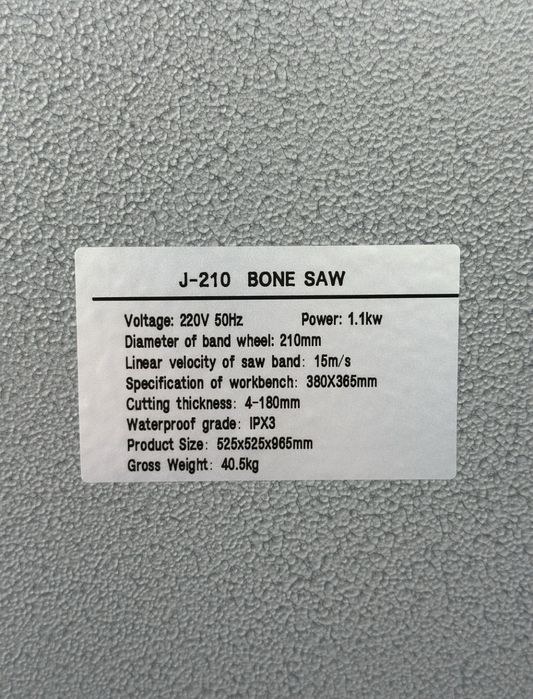 J-210 BONE SAW
Voltage: 220V 50Hz Power: 1.1kw
Diameter of band wheel: 210mm
Linear velocity of saw band: 15m/s
Specification of workbench: 380X365mm
Cutting thickness: 4-180mm
Waterproof grade: IPX3
Product Size: 525x525x965mm
Gross Weight: 40.5kg